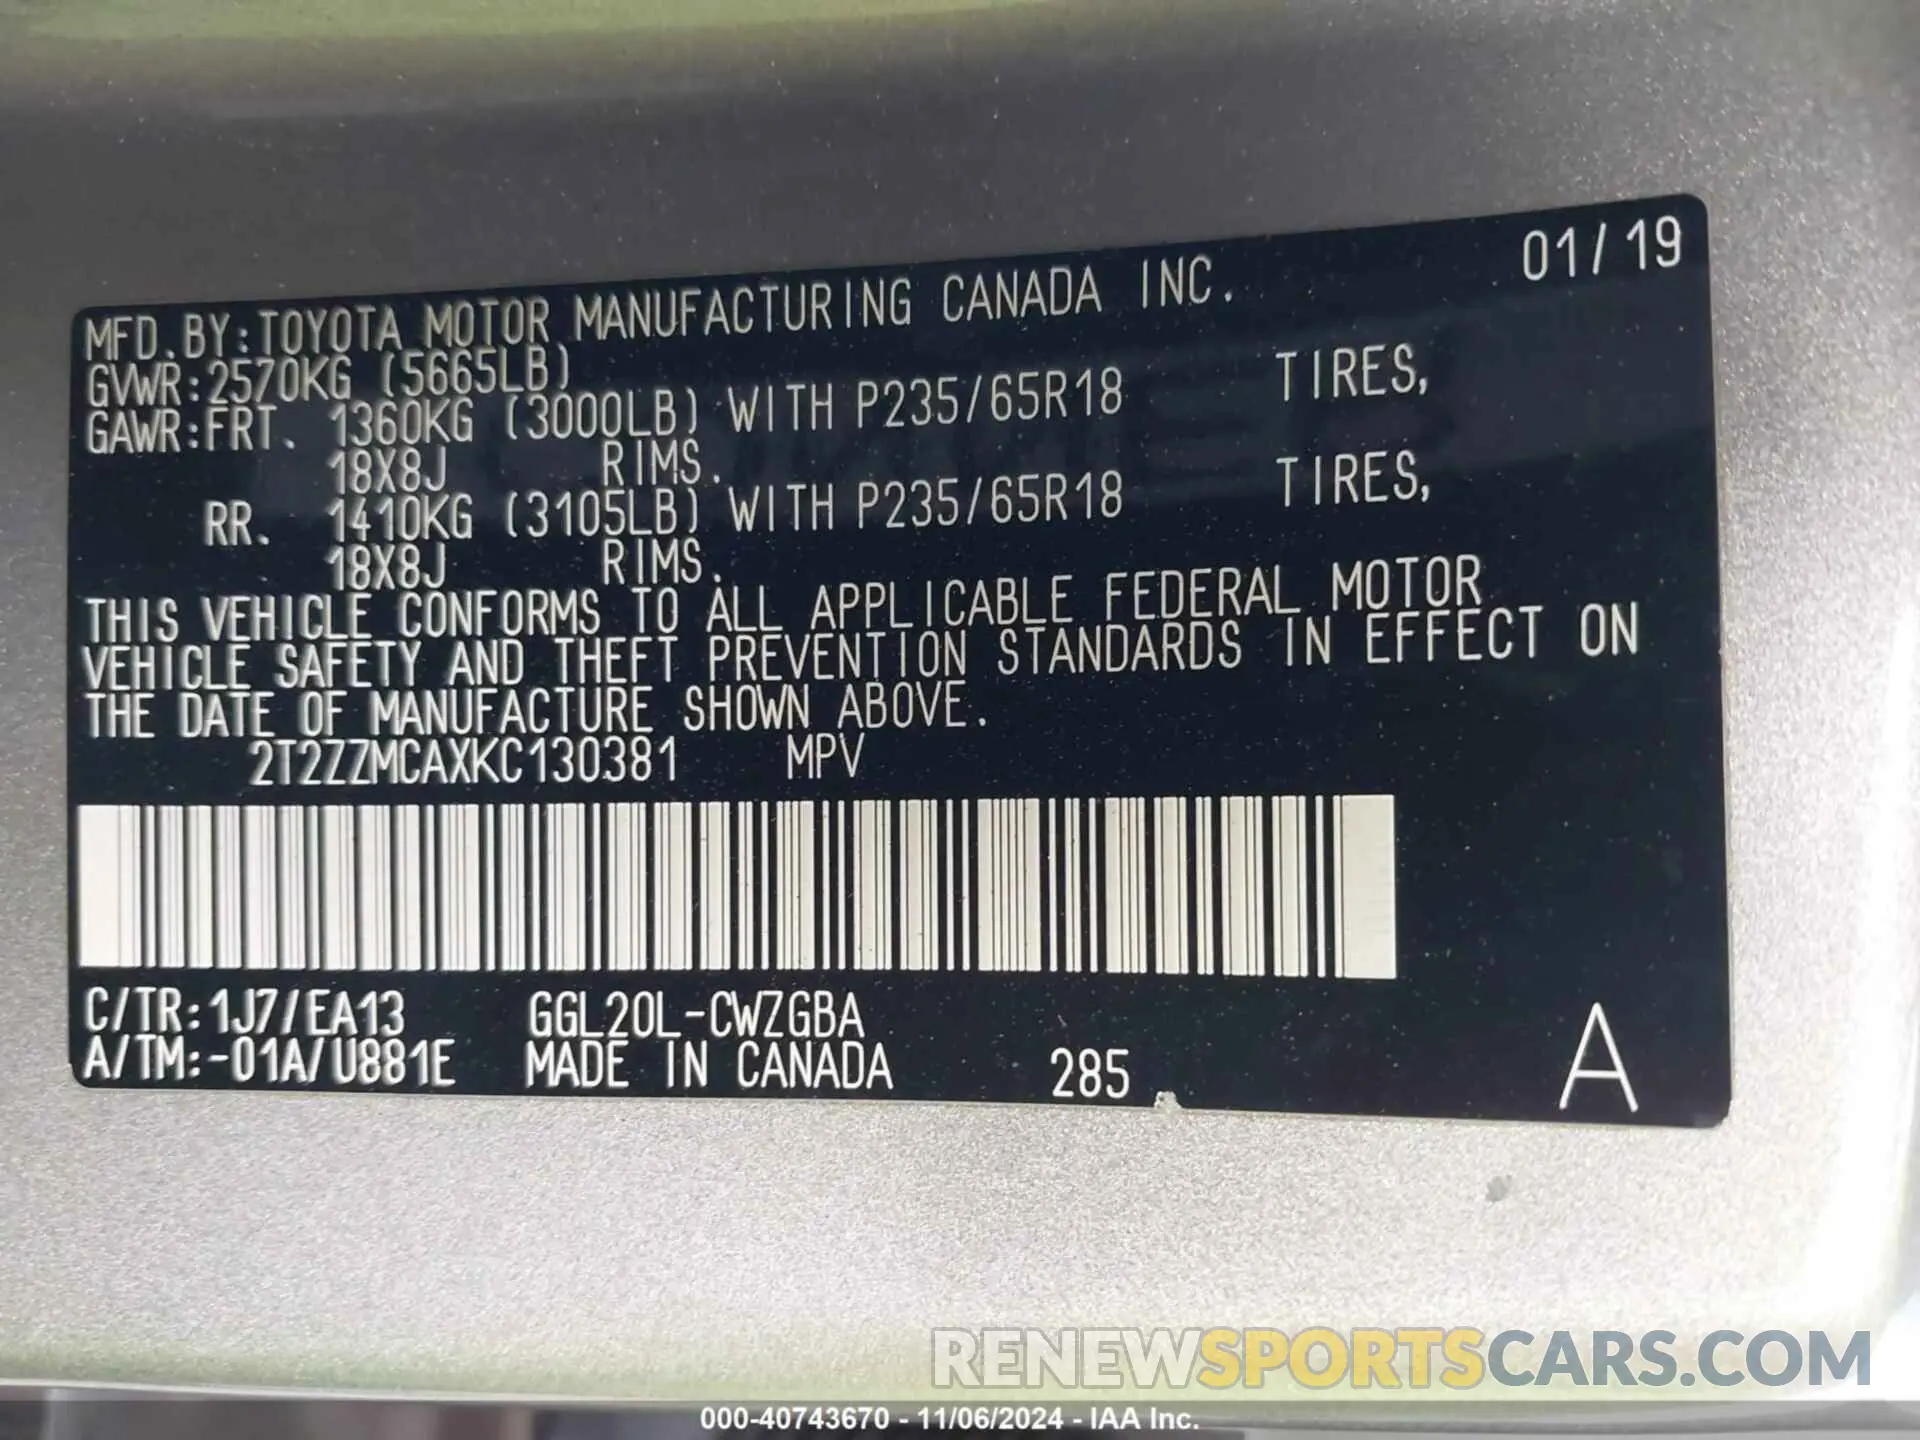 01/19
MFD.BY:TOYOTA MOTOR MANUFACTURING CANADA INC.
GVWR:2570KG (5665LB)
GAWR:FRT. 1360KG (3000LB) WITH P235/65R18 TIRES,
18X8J RIMS.
RR. 1410KG (3105LB) WITH P235/65R18 TIRES,
18X8J RIMS.
THIS VEHICLE CONFORMS TO ALL APPLICABLE FEDERAL MOTOR
VEHICLE SAFETY AND THEFT PREVENTION STANDARDS IN EFFECT ON
THE DATE OF MANUFACTURE SHOWN ABOVE.
2T2ZZMCAXKC130381 MPV
C/TR:1J7/EA13 GGL20L-CWZGBA
A/TM:-01A/U881E MADE IN CANADA 285 A
RENEWSPORTSCARS.COM
000-40743670 - 11/06/2024 - IAA Inc.